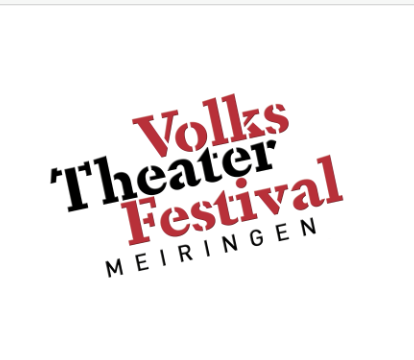 Volks
Theater
Festival
MEIRINGEN